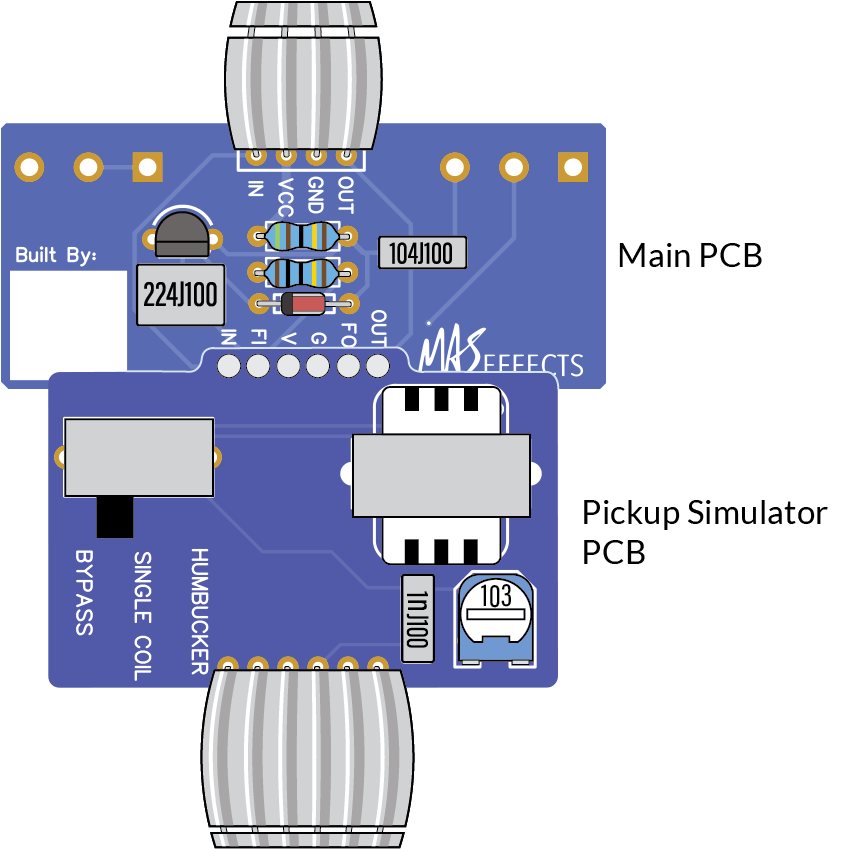 IN
VCC
GND
OUT
Built By:
224J100
104J100
Main PCB
IN
FI
V
G
FO
OUT
MAS EFFECTS
Pickup Simulator
PCB
BYPASS
SINGLE COIL
HUMBUCKER
1nJ100
103